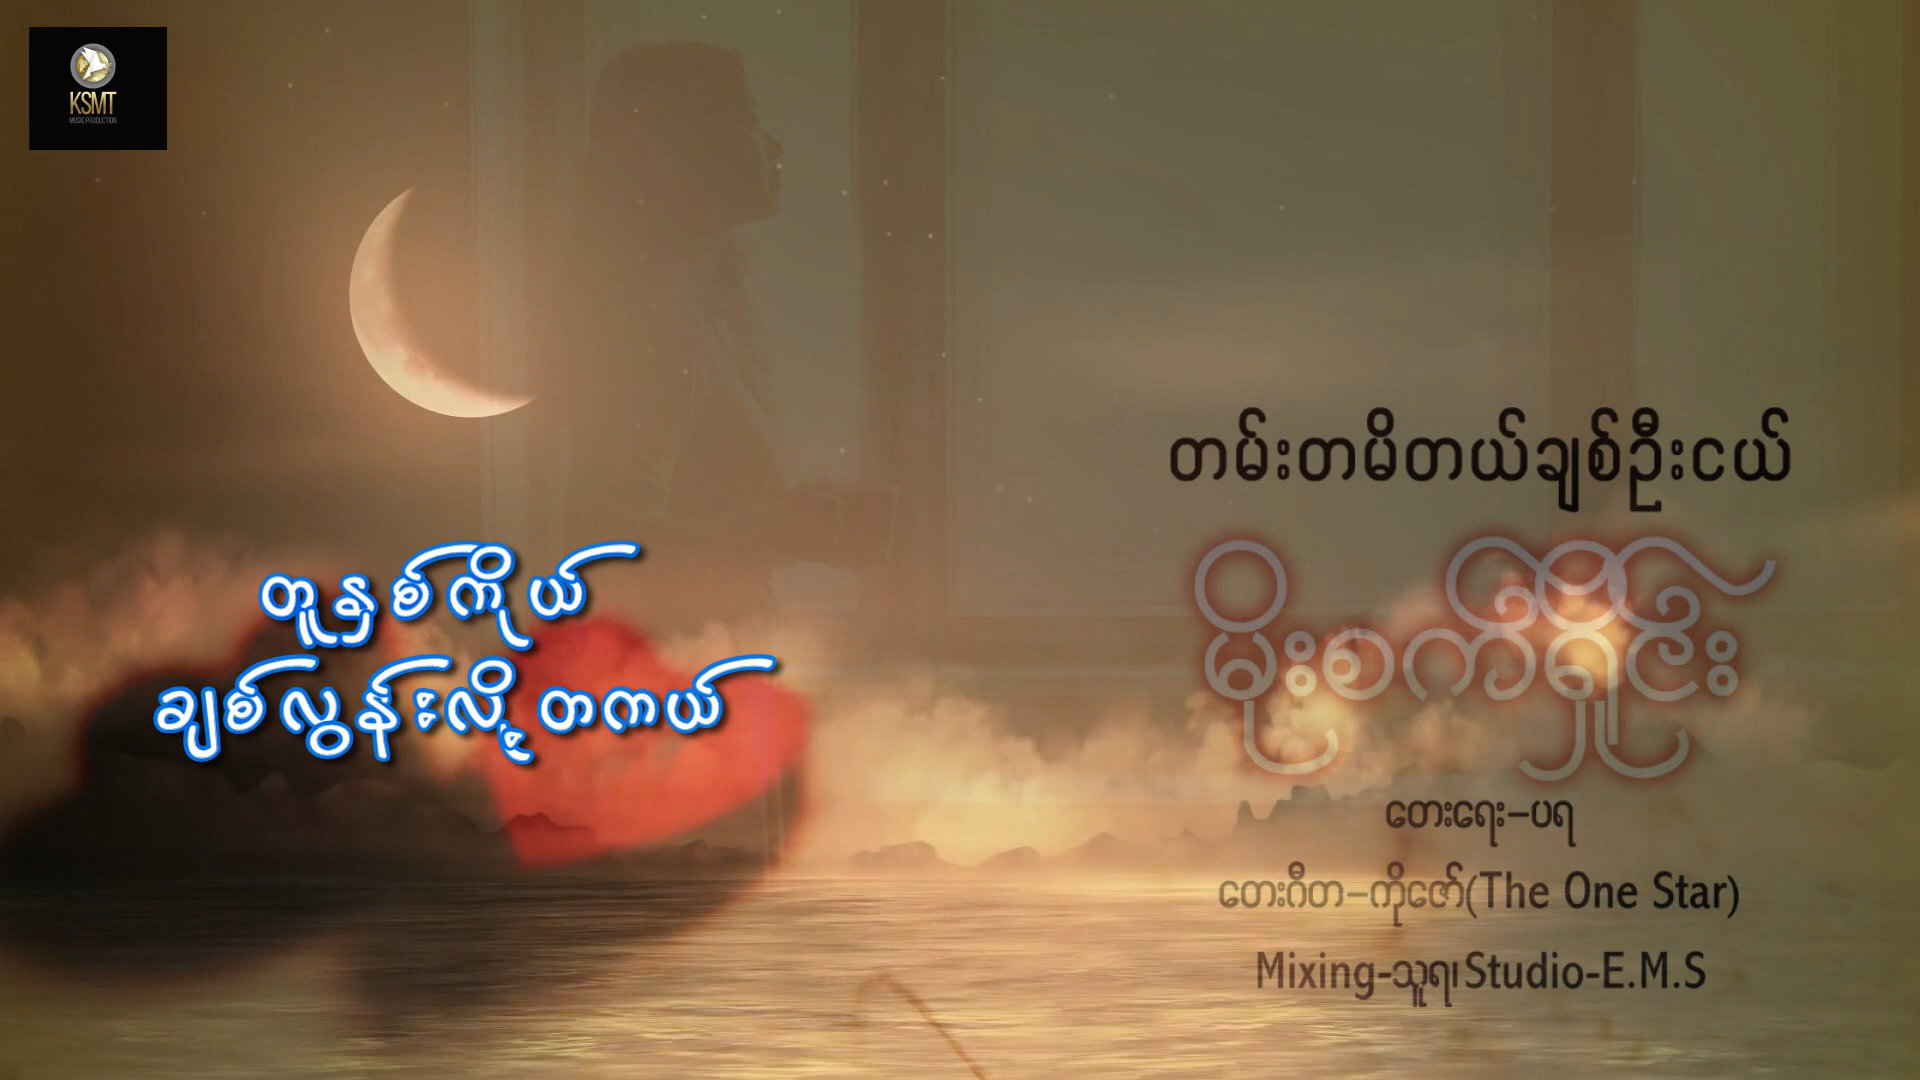 KSMT
MUSIC PRODUCTION
တူနှစ်ကိုယ်
ချစ်လွန်းလို့ တကယ်
တမ်းတမိတယ်ချစ်ဦးငယ်
မိုးစက်ရှိုင်း
တေးရေး-ပရ
တေးဂီတ-ကိုဇော်(The One Star)
Mixing-သူရ၊Studio-E.M.S